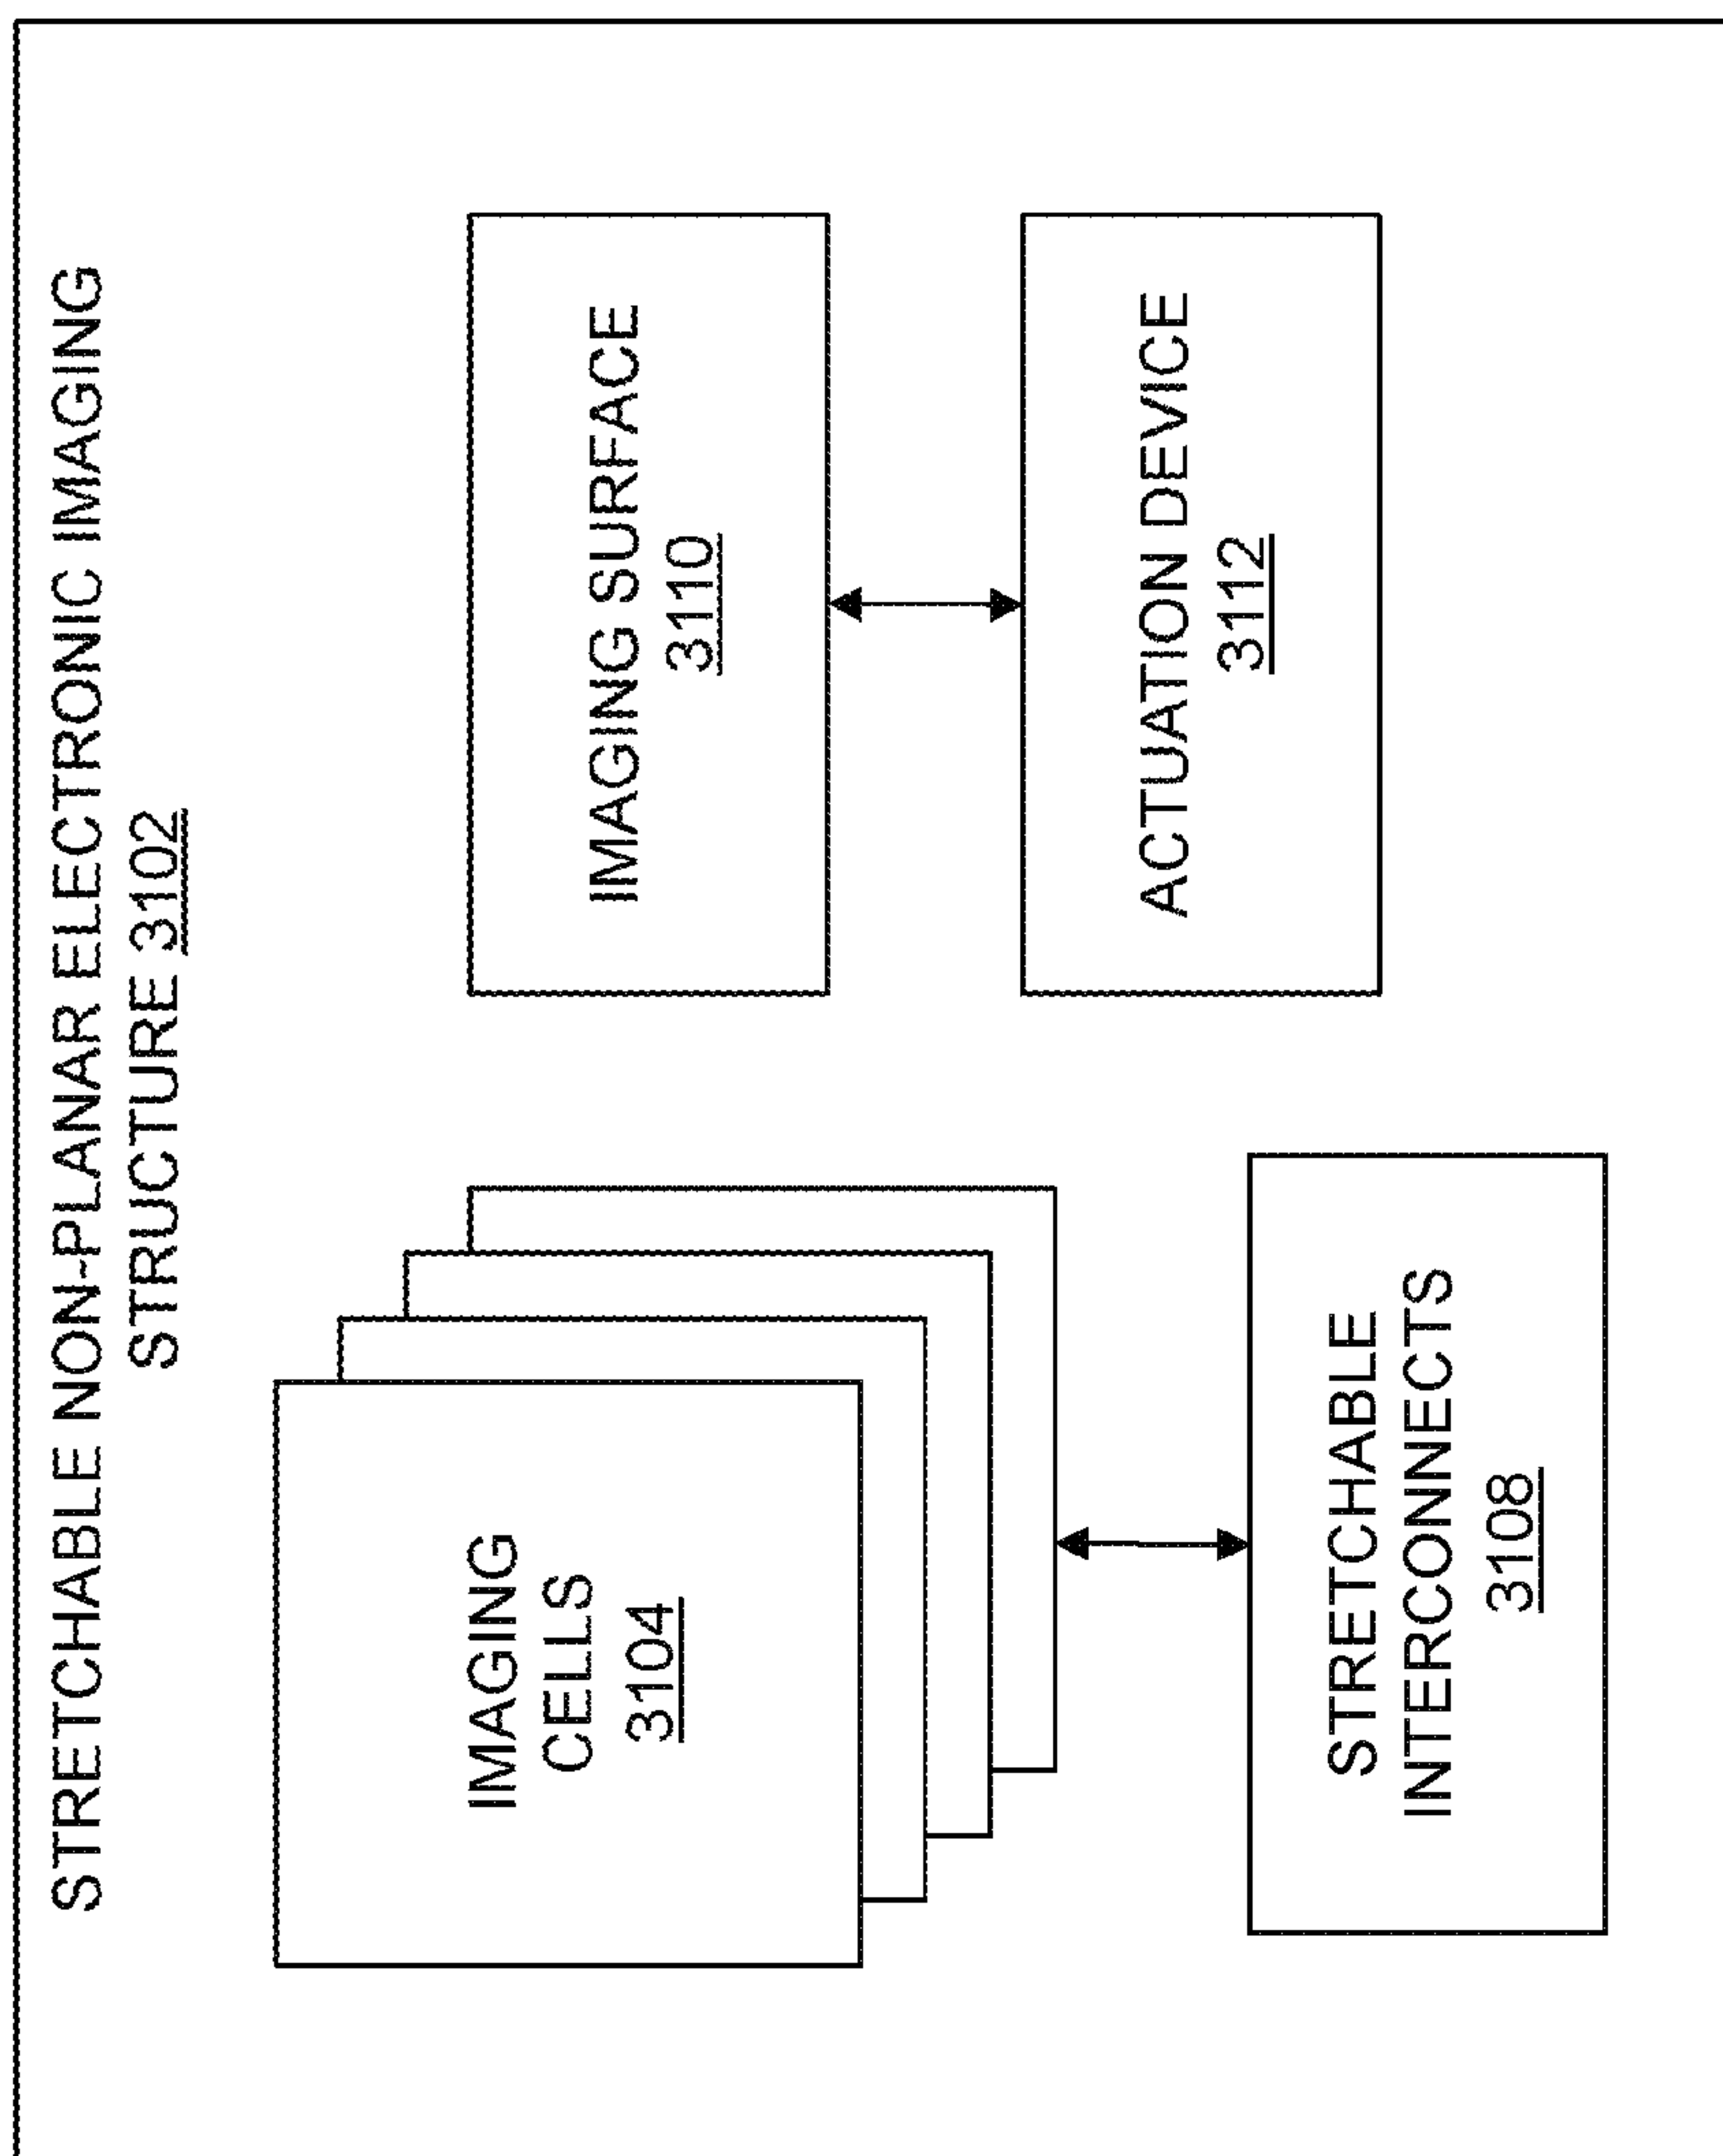 STRETCHABLE NON-PLANAR ELECTRONIC IMAGING
STRUCTURE 3102
IMAGING
CELLS
3104
STRETCHABLE
INTERCONNECTS
3108
IMAGING SURFACE
3110
ACTUATION DEVICE
3112